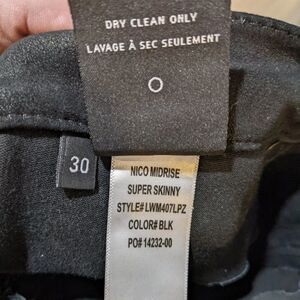 DRY CLEAN ONLY
LAVAGE À SEC SEULEMENT
30
NICO MIDRISE
SUPER SKINNY
STYLE# LWM407LPZ
COLOR# BLK
PO# 14232-00